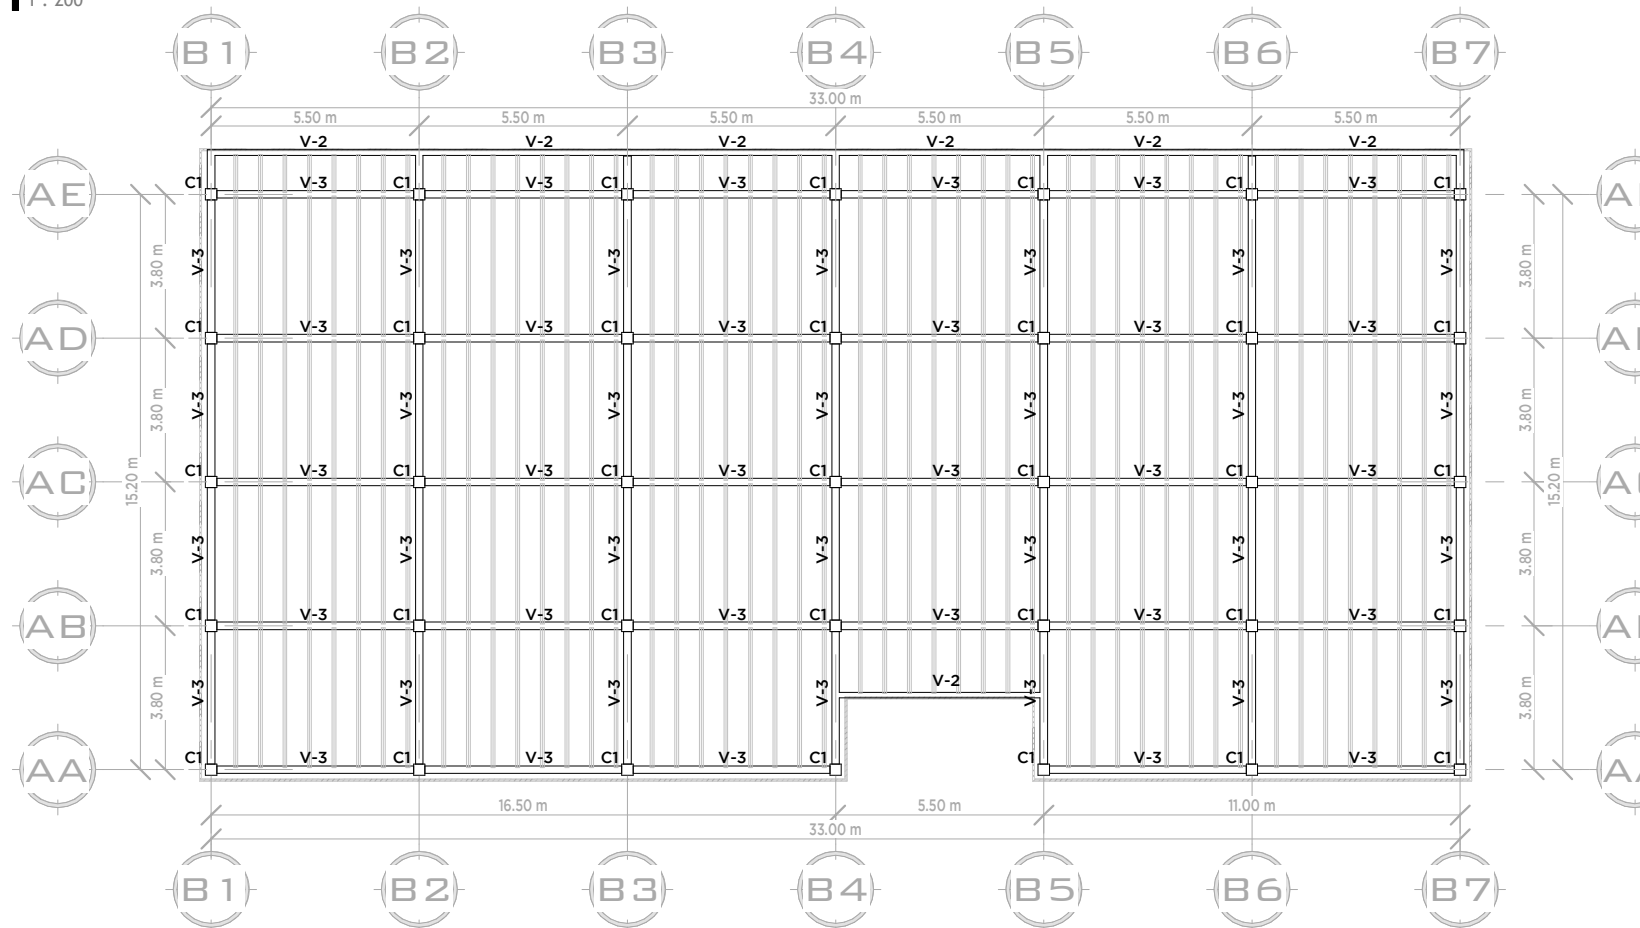 1 : 200
B1 B2 B3 B4 B5 B6 B7
33.00 m
5.50 m 5.50 m 5.50 m 5.50 m 5.50 m 5.50 m
V-2 V-2 V-2 V-2 V-2 V-2
C1 V-3 C1 V-3 C1 V-3 C1 V-3 C1 V-3 C1 V-3 C1
AE
3.80 m V-3 V-3 V-3 V-3 V-3 V-3 V-3 3.80 m
C1 V-3 C1 V-3 C1 V-3 C1 V-3 C1 V-3 C1 V-3 C1
AD
3.80 m V-3 V-3 V-3 V-3 V-3 V-3 V-3 3.80 m
C1 V-3 C1 V-3 C1 V-3 C1 V-3 C1 V-3 C1 V-3 C1
AC
15.20 m 15.20 m
3.80 m V-3 V-3 V-3 V-3 V-3 V-3 V-3 3.80 m
C1 V-3 C1 V-3 C1 V-3 C1 V-3 C1 V-3 C1 V-3 C1
AB
V-2
3.80 m V-3 V-3 V-3 V-3 V-3 V-3 V-3 3.80 m
C1 V-3 C1 V-3 C1 V-3 C1 C1 V-3 C1 V-3 C1
AA
16.50 m 5.50 m 11.00 m
33.00 m
B1 B2 B3 B4 B5 B6 B7